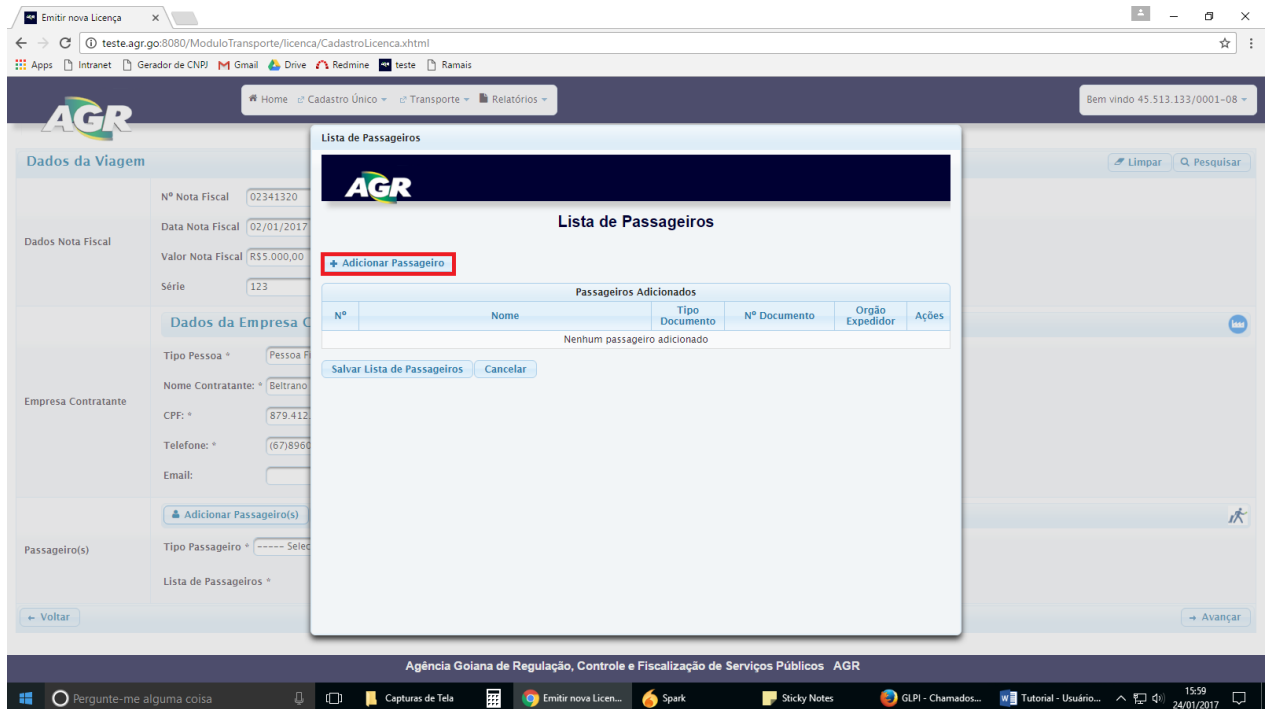 Emitir nova Licença
teste.agr.go:8080/ModuloTransporte/licenca/CadastroLicenca.xhtml
Apps Intranet Gerador de CNPJ Gmail Drive Redmine teste Ramais
AGR
Home Cadastro Único Transporte Relatórios
Bem vindo 45.513.133/0001-08
Dados da Viagem
Limpar Pesquisar
Dados Nota Fiscal
Nº Nota Fiscal 02341320
Data Nota Fiscal 02/01/2017
Valor Nota Fiscal R$5.000,00
Série 123
Dados da Empresa C
Empresa Contratante
Tipo Pessoa * Pessoa F
Nome Contratante: * Beltrano
CPF: * 879.412.
Telefone: * (67)8960
Email:
Adicionar Passageiro(s)
Passageiro(s)
Tipo Passageiro * ----- Selec
Lista de Passageiros *
← Voltar
→ Avançar
Lista de Passageiros
AGR
Lista de Passageiros
+ Adicionar Passageiro
Passageiros Adicionados
Nº Nome Tipo Documento Nº Documento Orgão Expedidor Ações
Nenhum passageiro adicionado
Salvar Lista de Passageiros Cancelar
Agência Goiana de Regulação, Controle e Fiscalização de Serviços Públicos AGR
Pergunte-me alguma coisa
Capturas de Tela
Emitir nova Licen...
Spark
Sticky Notes
GLPI - Chamados...
Tutorial - Usuário...
15:59
24/01/2017